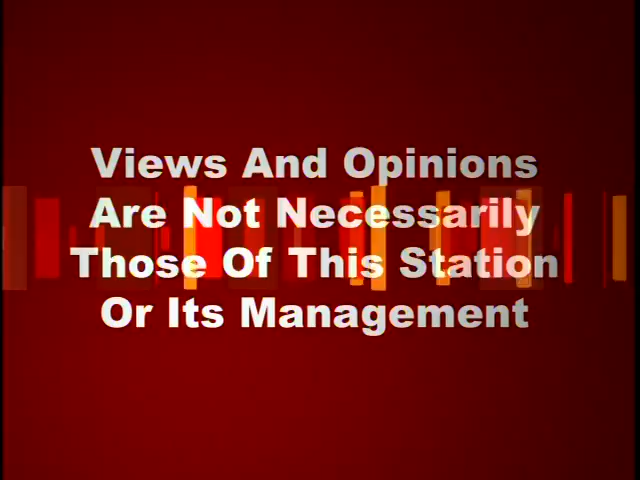 Views And Opinions
Are Not Necessarily
Those Of This Station
Or Its Management